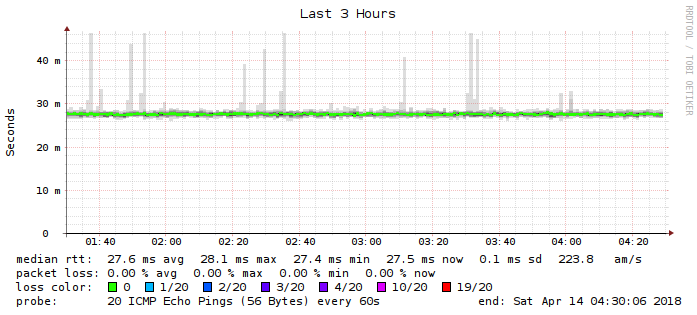 Last 3 Hours
RRDTOOL / TOBI OETIKER
Seconds
40 m
30 m
20 m
10 m
0
01:40 02:00 02:20 02:40 03:00 03:20 03:40 04:00 04:20
median rtt: 27.6 ms avg 28.1 ms max 27.4 ms min 27.5 ms now 0.1 ms sd 223.8 am/s
packet loss: 0.00 % avg 0.00 % max 0.00 % min 0.00 % now
loss color: 0 1/20 2/20 3/20 4/20 10/20 19/20
probe: 20 ICMP Echo Pings (56 Bytes) every 60s end: Sat Apr 14 04:30:06 2018